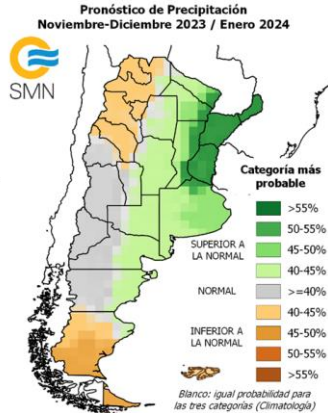 Pronóstico de Precipitación
Noviembre-Diciembre 2023 / Enero 2024
SMN
Categoría más
probable
>55%
50-55%
45-50%
SUPERIOR A
LA NORMAL
40-45%
NORMAL
>=40%
40-45%
INFERIOR A
LA NORMAL
45-50%
50-55%
>55%
Blanco: igual probabilidad para
las tres categorías (Climatología)